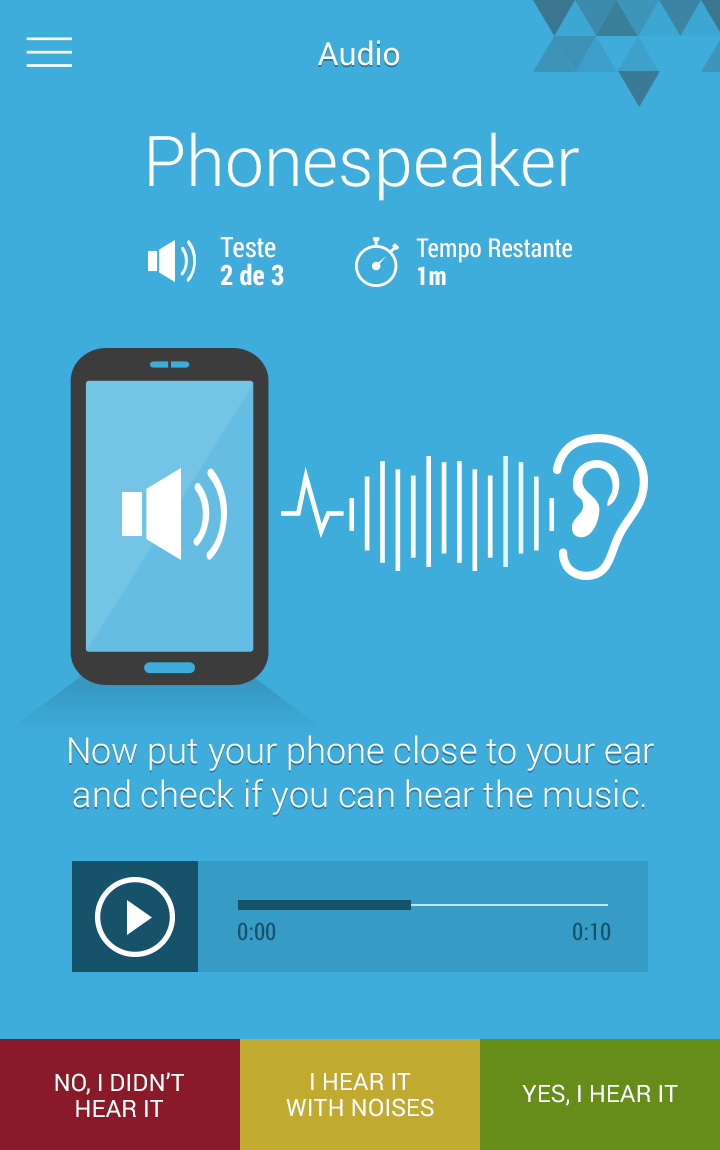 Audio
Phonespeaker
Teste
2 de 3
Tempo Restante
1m
Now put your phone close to your ear
and check if you can hear the music.
0:00
0:10
NO, I DIDN'T
HEAR IT
I HEAR IT
WITH NOISES
YES, I HEAR IT